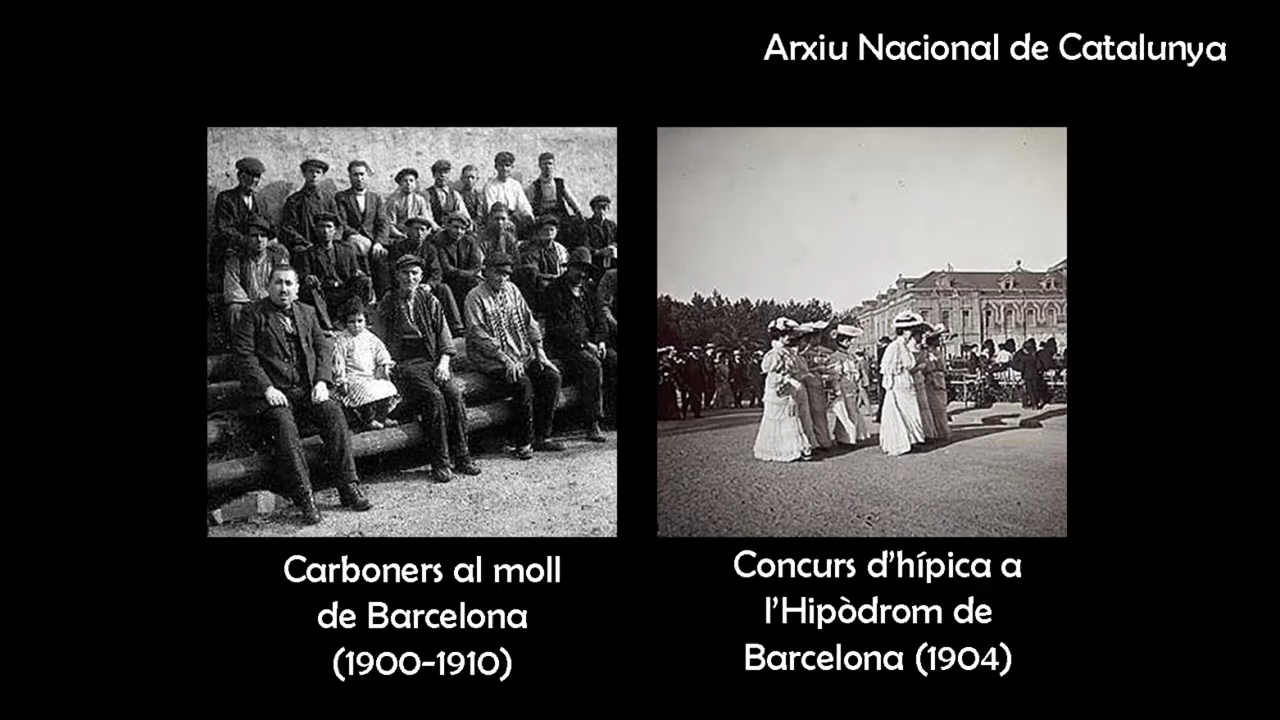 Arxiu Nacional de Catalunya
Carboners al moll
de Barcelona
(1900-1910)
Concurs d'hípica a
l'Hipòdrom de
Barcelona (1904)